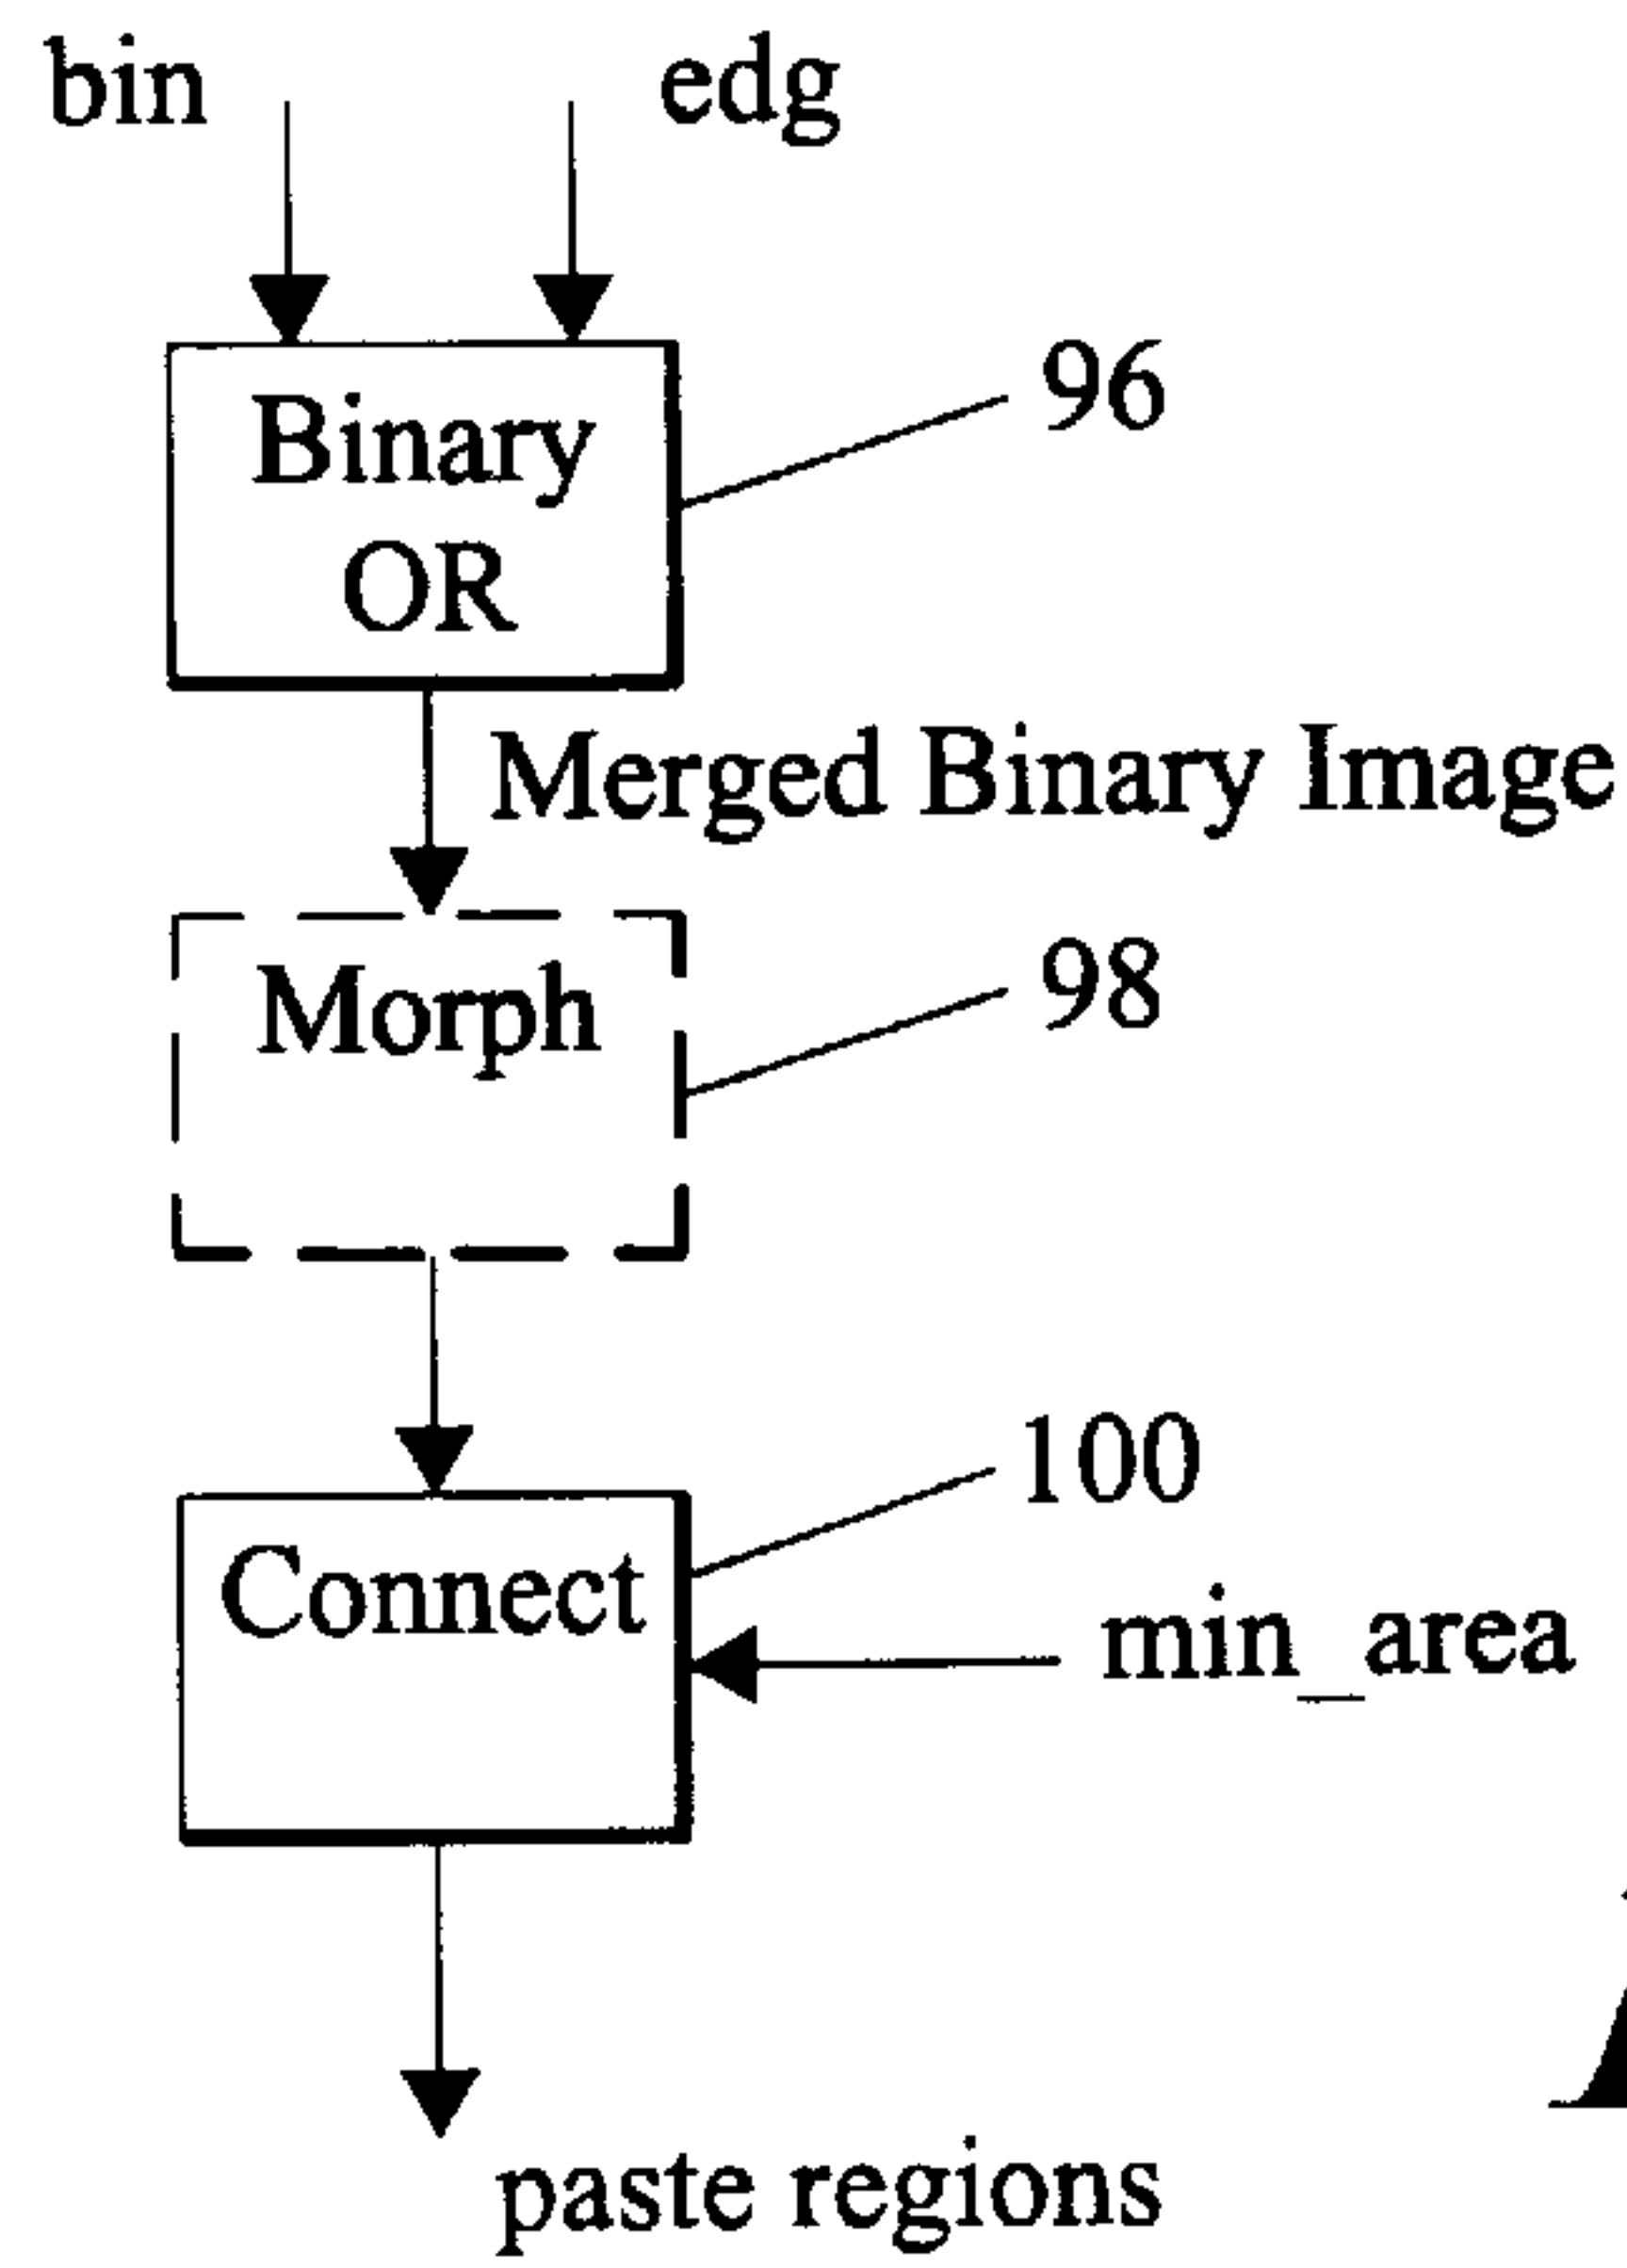 bin edg
Binary
OR
96
Merged Binary Image
Morph
98
100
Connect
min_area
paste regions